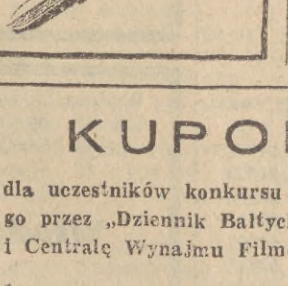 KUPO
dla uczestników konkursu
go przez „Dziennik Bałtyc
i Centralę Wynajmu Film